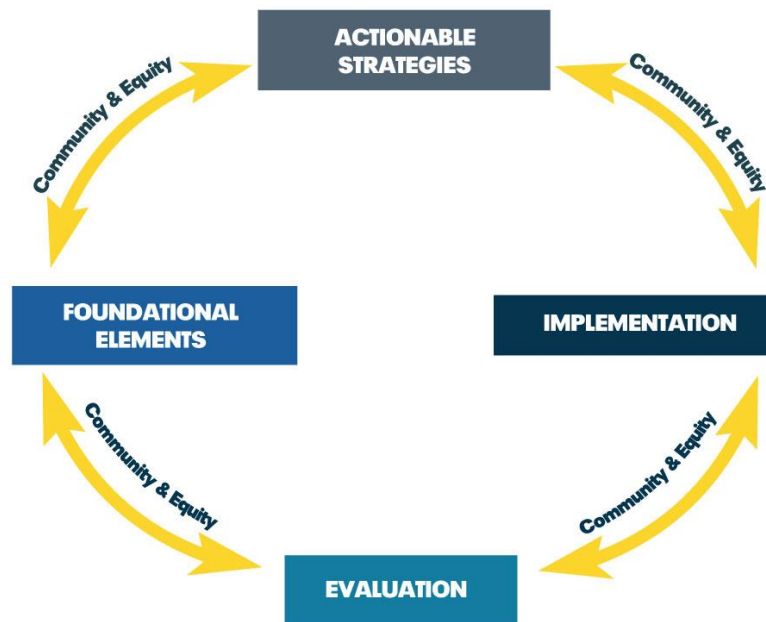 ACTIONABLE
STRATEGIES
Community & Equity
Community & Equity
FOUNDATIONAL
ELEMENTS
IMPLEMENTATION
Community & Equity
Community & Equity
EVALUATION